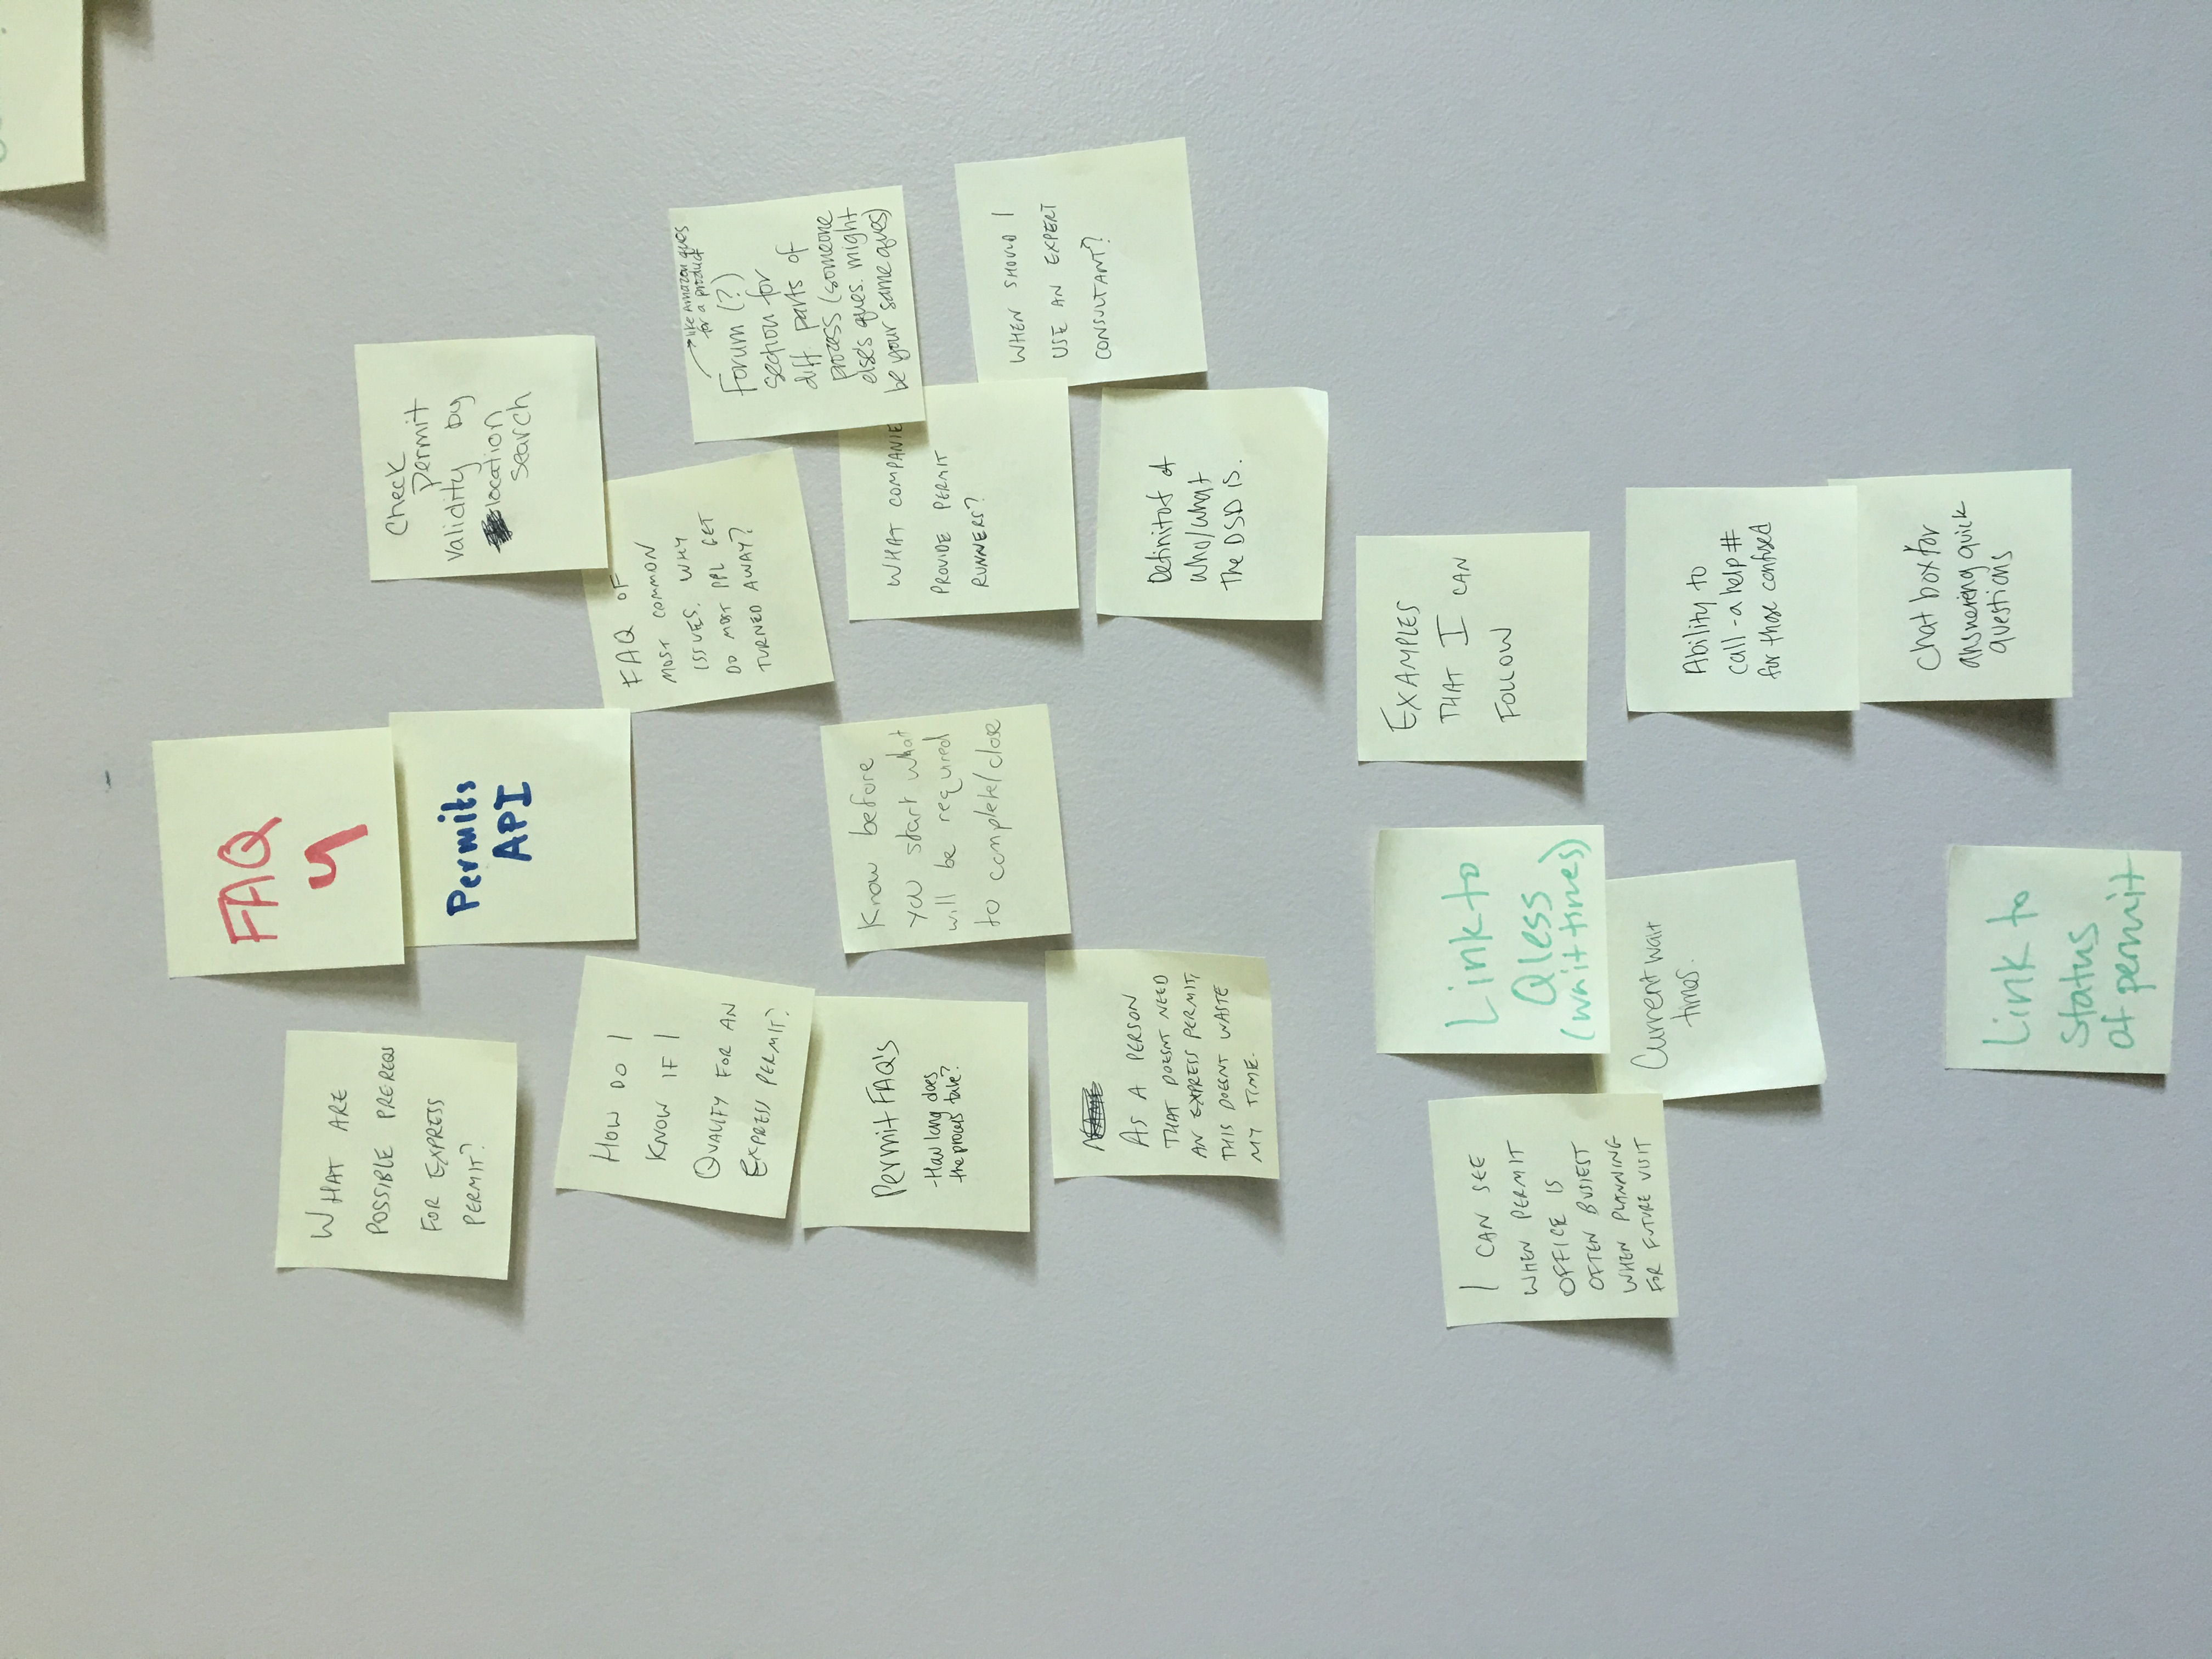 FAQ
4
WHAT ARE
POSSIBLE PREREQS
FOR EXPRESS
PERMIT?
Permits
API
Check
permit
validity by
location
search
HOW DO I
KNOW IF I
QUALIFY FOR AN
EXPRESS PERMIT?
FAQ OF
MOST COMMON
ISSUES. WHY
DO MOST PPL GET
TURNED AWAY?
like Amazon ques
for a product
Forum (?)
section for
diff. parts of
process (someone
else's ques. might
be your same ques)
Permit FAQ's
-How long does
the process take?
Know before
you start what
will be required
to complete/close
WHAT COMPANIE
PROVIDE PERMIT
RUNNERS?
WHEN SHOULD I
USE AN EXPERT
CONSULTANT?
NAME
AS A PERSON
THAT DOESNT NEED
AN EXPRESS PERMIT,
THIS DOESNT WASTE
MY TIME.
Definitof of
who/what
the DSD is.
EXAMPLES
THAT I CAN
FOLLOW
Link to
Qless
(wait times)
I CAN SEE
WHEN PERMIT
OFFICE IS
OFTEN BUSIEST
WHEN PLANNING
FOR FUTURE VISIT
Current wait
times.
Ability to
call - a help #
for those confused
Chat box for
answering quick
questions
Link to
status
of permit